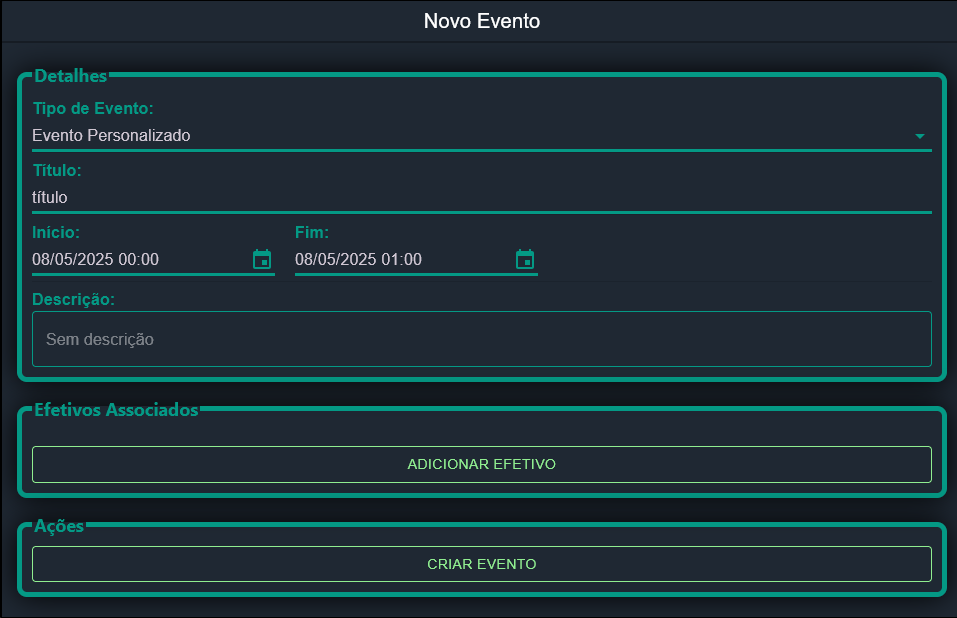 Novo Evento
Detalhes
Tipo de Evento:
Evento Personalizado
Título:
título
Início:
Fim:
08/05/2025 00:00
08/05/2025 01:00
Descrição:
Sem descrição
Efetivos Associados
ADICIONAR EFETIVO
Ações
CRIAR EVENTO